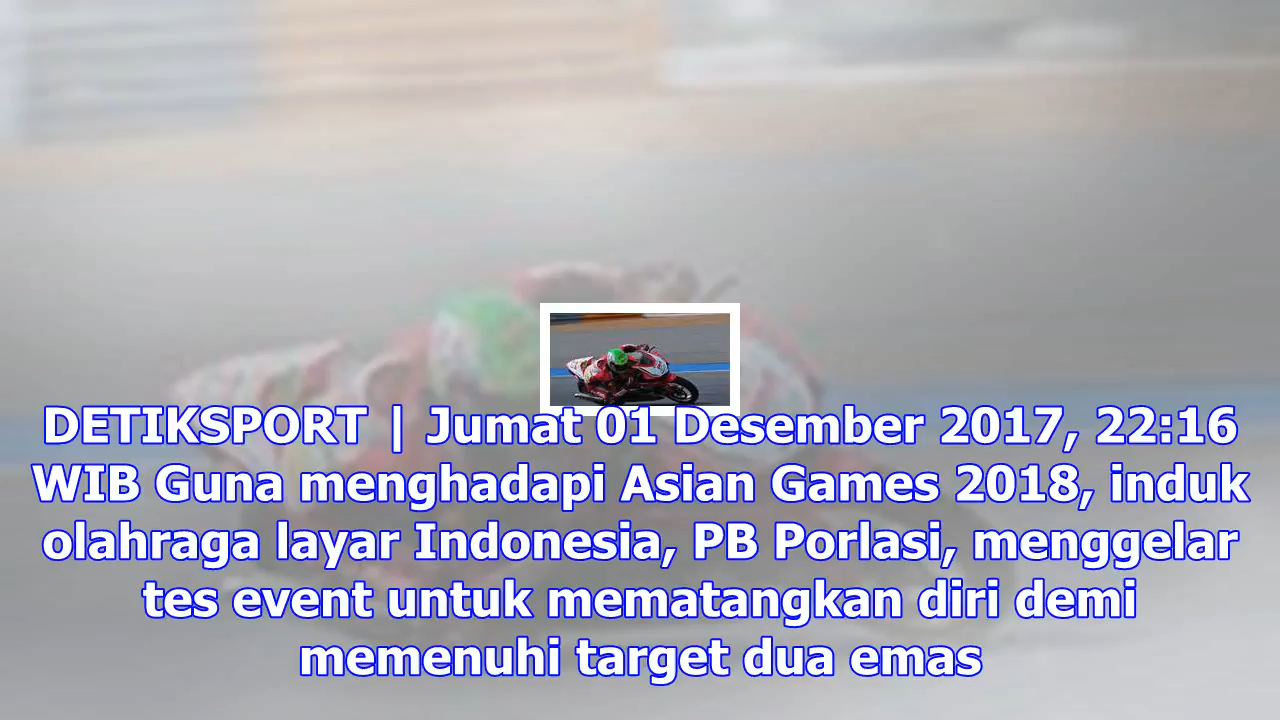 DETIKSPORT | Jumat 01 Desember 2017, 22:16
WIB Guna menghadapi Asian Games 2018, induk
olahraga layar Indonesia, PB Porlasi, menggelar
tes event untuk mematangkan diri demi
memenuhi target dua emas